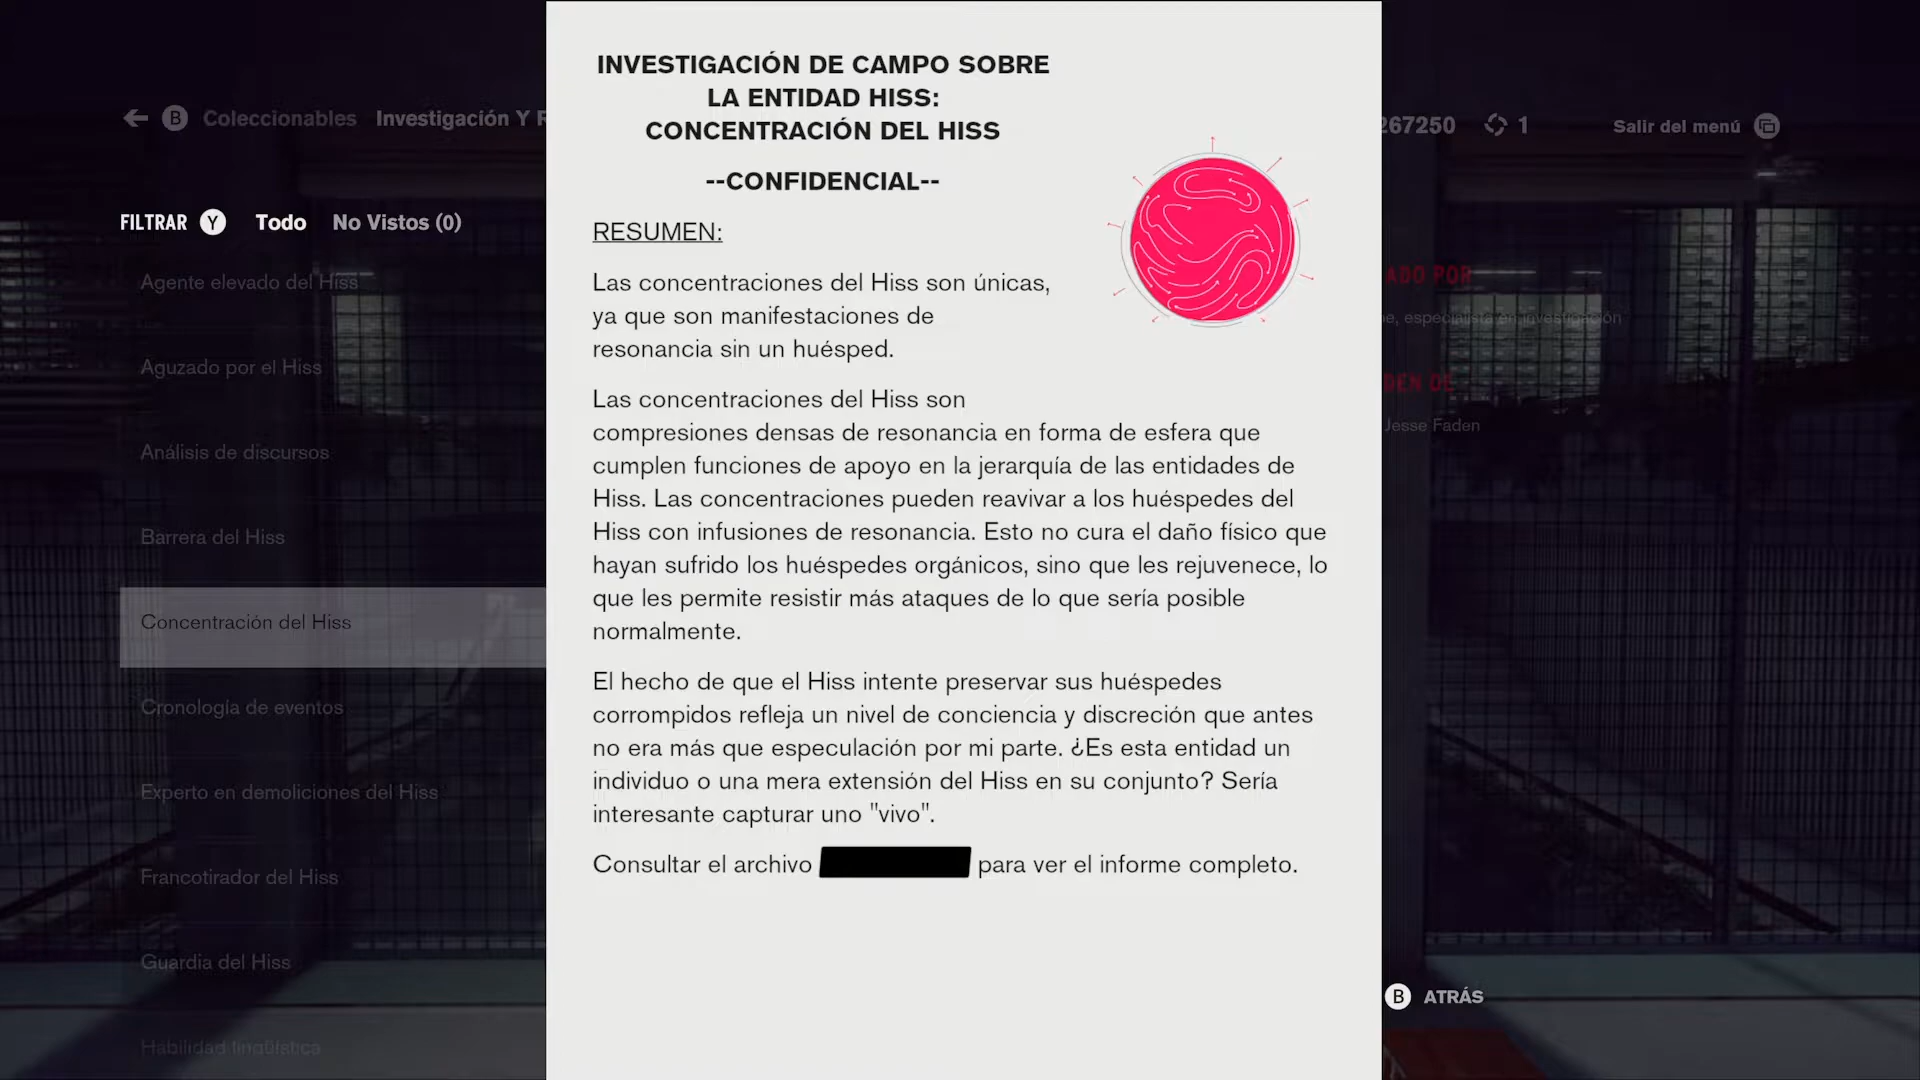 INVESTIGACIÓN DE CAMPO SOBRE
LA ENTIDAD HISS:
CONCENTRACIÓN DEL HISS
--CONFIDENCIAL--
RESUMEN:
Las concentraciones del Hiss son únicas,
ya que son manifestaciones de
resonancia sin un huésped.
Las concentraciones del Hiss son
compresiones densas de resonancia en forma de esfera que
cumplen funciones de apoyo en la jerarquía de las entidades de
Hiss. Las concentraciones pueden reavivar a los huéspedes del
Hiss con infusiones de resonancia. Esto no cura el daño físico que
hayan sufrido los huéspedes orgánicos, sino que les rejuvenece, lo
que les permite resistir más ataques de lo que sería posible
normalmente.
El hecho de que el Hiss intente preservar sus huéspedes
corrompidos refleja un nivel de conciencia y discreción que antes
no era más que especulación por mi parte. ¿Es esta entidad un
individuo o una mera extensión del Hiss en su conjunto? Sería
interesante capturar uno "vivo".
Consultar el archivo para ver el informe completo.
B Coleccionables Investigación Y
267250 1 Salir del menú
FILTRAR Y Todo No Vistos (0)
Agente elevado del Hiss
Aguzado por el Hiss
Análisis de discursos
Barrera del Hiss
Concentración del Hiss
Cronología de eventos
Experto en demoliciones del Hiss
Francotirador del Hiss
Guardia del Hiss
Habilidad lingüística
ADO POR
e, especialista en investigación
DEN DE
Jesse Faden
B ATRÁS